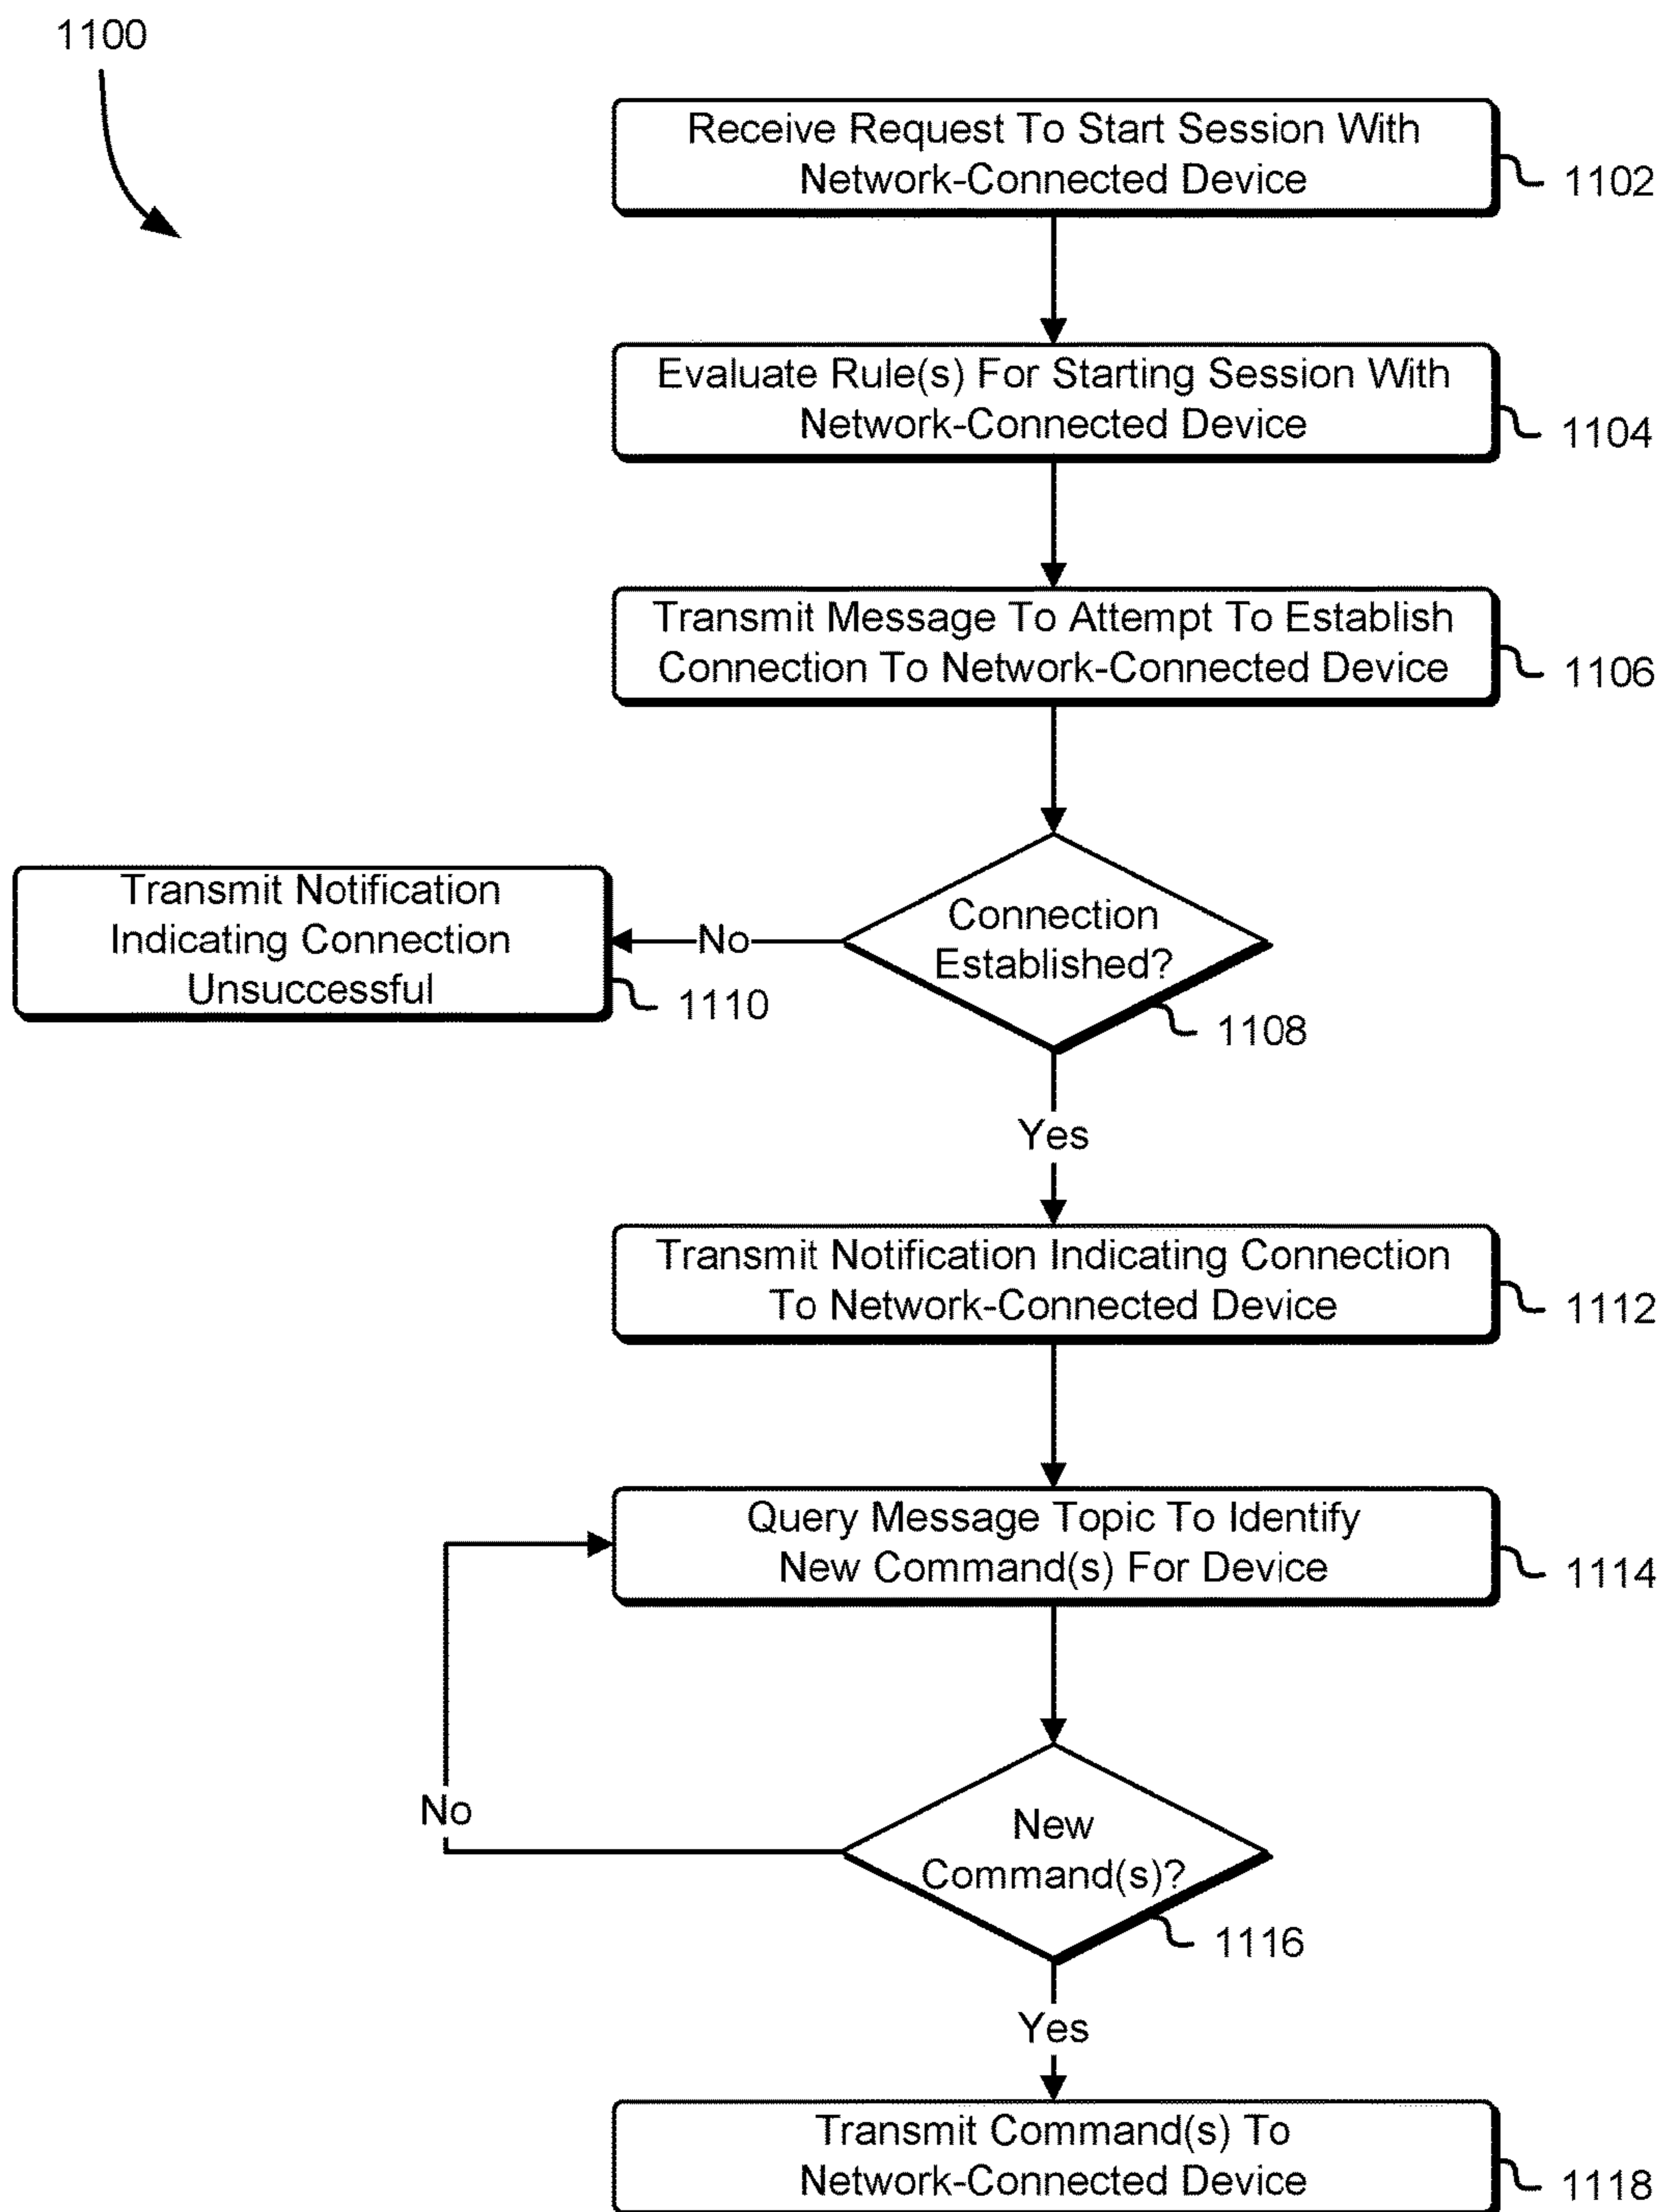 1100
Receive Request To Start Session With
Network-Connected Device
1102
Evaluate Rule(s) For Starting Session With
Network-Connected Device
1104
Transmit Message To Attempt To Establish
Connection To Network-Connected Device
1106
Connection
Established?
1108
No
Transmit Notification
Indicating Connection
Unsuccessful
1110
Yes
Transmit Notification Indicating Connection
To Network-Connected Device
1112
Query Message Topic To Identify
New Command(s) For Device
1114
New
Command(s)?
1116
No
Yes
Transmit Command(s) To
Network-Connected Device
1118